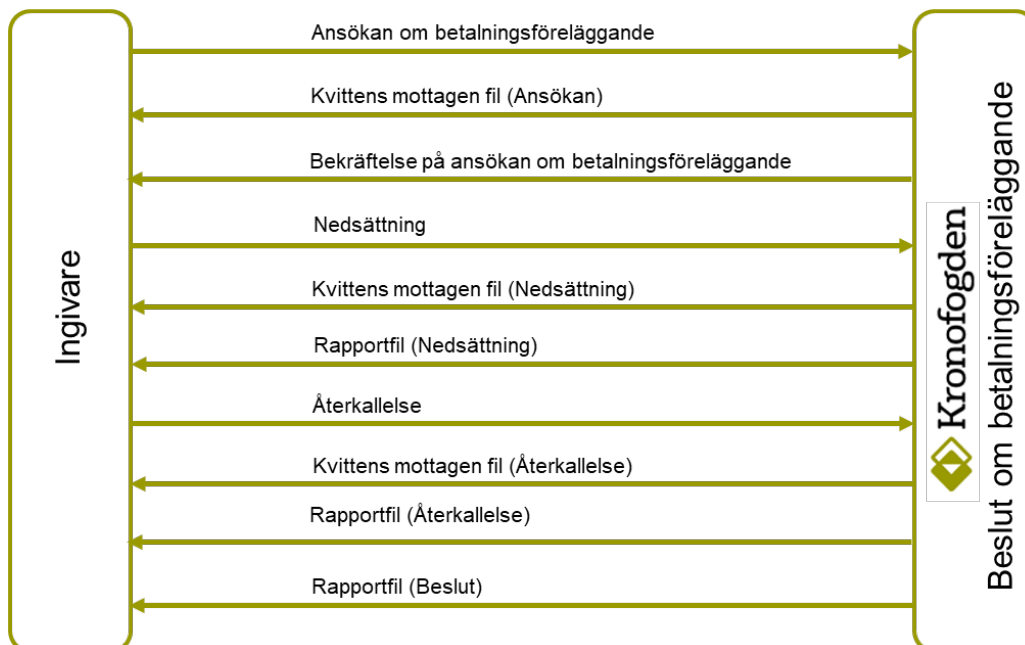 Ingivare
Ansökan om betalningsföreläggande
Kvittens mottagen fil (Ansökan)
Bekräftelse på ansökan om betalningsföreläggande
Nedsättning
Kvittens mottagen fil (Nedsättning)
Rapportfil (Nedsättning)
Återkallelse
Kvittens mottagen fil (Återkallelse)
Rapportfil (Återkallelse)
Rapportfil (Beslut)
Kronofogden
Beslut om betalningsföreläggande